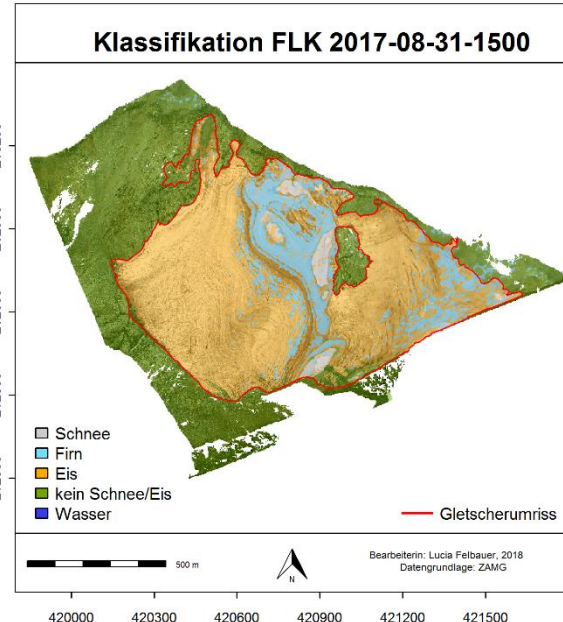 Klassifikation FLK 2017-08-31-1500
Schnee
Firn
Eis
kein Schnee/Eis
Wasser
Gletscherumriss
500 m
N
Bearbeiterin: Lucia Felbauer, 2018
Datengrundlage: ZAMG
420000 420300 420600 420900 421200 421500